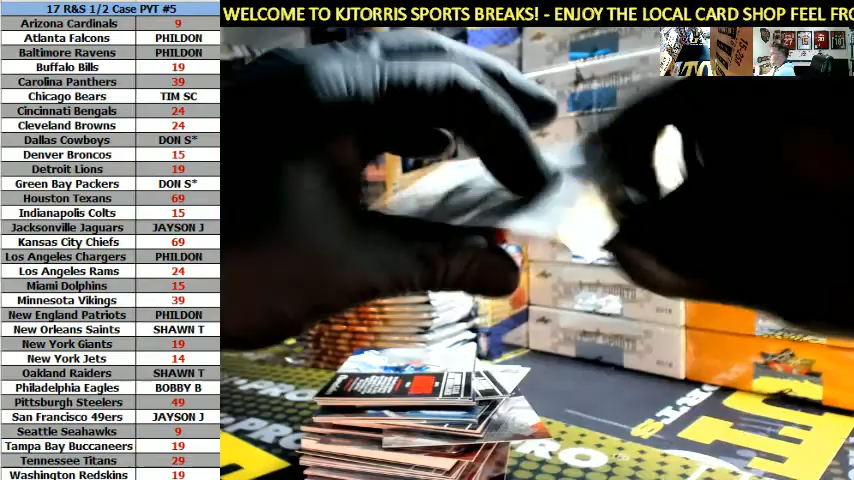 17 R&S 1/2 Case PYT #5
WELCOME TO KJTORRIS SPORTS BREAKS! - ENJOY THE LOCAL CARD SHOP FEEL FRO
Arizona Cardinals 9
Atlanta Falcons PHILDON
Baltimore Ravens PHILDON
Buffalo Bills 19
Carolina Panthers 39
Chicago Bears TIM SC
Cincinnati Bengals 24
Cleveland Browns 24
Dallas Cowboys DON S*
Denver Broncos 15
Detroit Lions 19
Green Bay Packers DON S*
Houston Texans 69
Indianapolis Colts 15
Jacksonville Jaguars JAYSON J
Kansas City Chiefs 69
Los Angeles Chargers PHILDON
Los Angeles Rams 24
Miami Dolphins 15
Minnesota Vikings 39
New England Patriots PHILDON
New Orleans Saints SHAWN T
New York Giants 19
New York Jets 14
Oakland Raiders SHAWN T
Philadelphia Eagles BOBBY B
Pittsburgh Steelers 49
San Francisco 49ers JAYSON J
Seattle Seahawks 9
Tampa Bay Buccaneers 19
Tennessee Titans 29
Washington Redskins 19